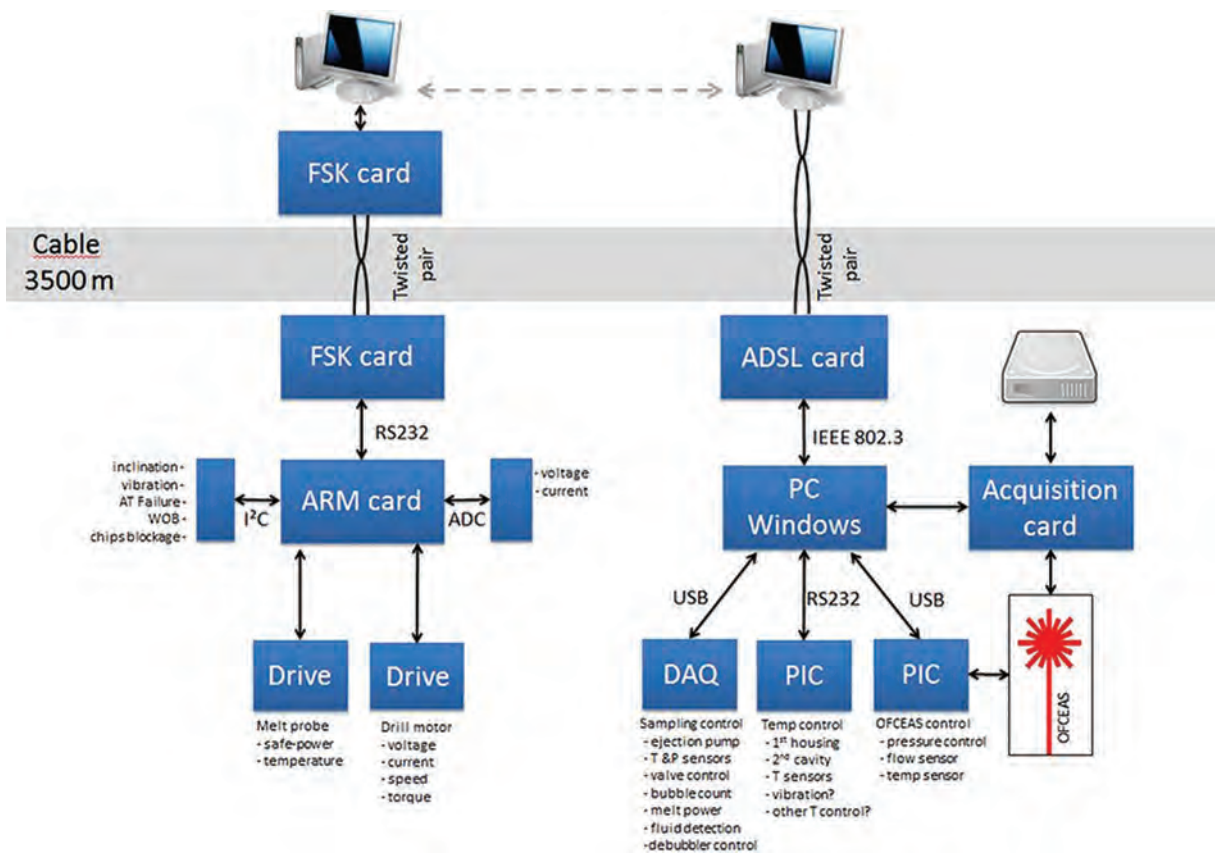 FSK card
Cable
3500 m
Twisted
pair
Twisted
pair
FSK card
ADSL card
RS232
IEEE 802.3
inclination -
vibration -
AT Failure -
WOB -
chips blockage -
I²C
ARM card
ADC
- voltage
- current
PC
Windows
Acquisition
card
USB
RS232
USB
Drive
Drive
DAQ
PIC
PIC
OFCEAS
Melt probe
- safe-power
- temperature
Drill motor
- voltage
- current
- speed
- torque
Sampling control
- ejection pump
- T &P sensors
- valve control
- bubble count
- melt power
- fluid detection
- debubbler control
Temp control
- 1st housing
- 2nd cavity
- T sensors
- vibration?
- other T control?
OFCEAS control
- pressure control
- flow sensor
- temp sensor